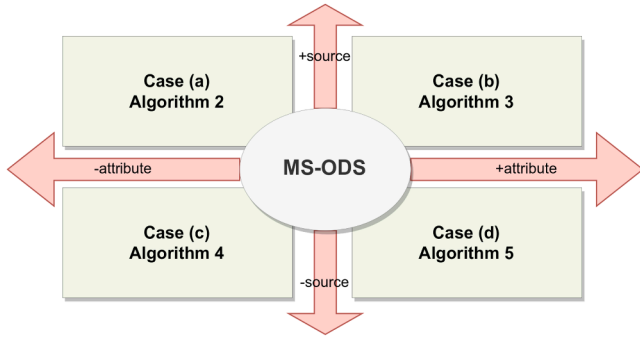 +source
Case (a)
Algorithm 2
Case (b)
Algorithm 3
-attribute
MS-ODS
+attribute
Case (c)
Algorithm 4
Case (d)
Algorithm 5
-source